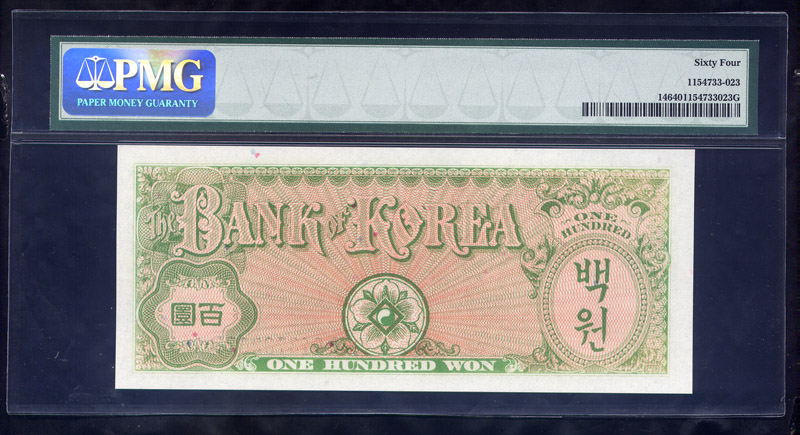 PMG
PAPER MONEY GUARANTY
Sixty Four
1154733-023
146401154733023G
The BANK OF KOREA
ONE
HUNDRED
백
원
圜百
ONE HUNDRED WON